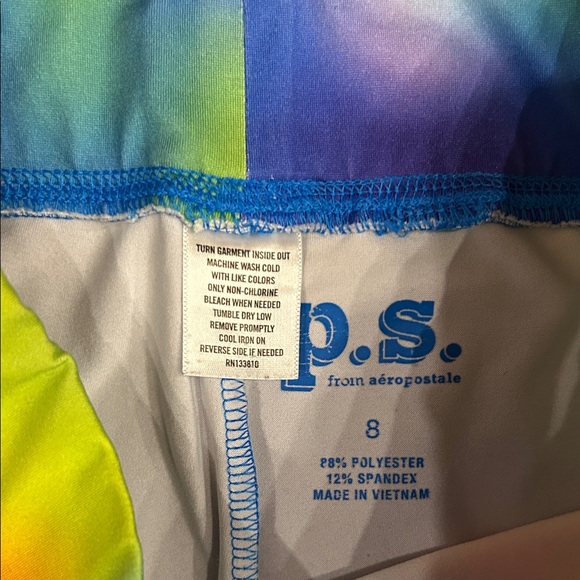 TURN GARMENT INSIDE OUT
MACHINE WASH COLD
WITH LIKE COLORS
ONLY NON-CHLORINE
BLEACH WHEN NEEDED
TUMBLE DRY LOW
REMOVE PROMPTLY
COOL IRON ON
REVERSE SIDE IF NEEDED
RN133610
p.s.
from aéropostale
8
88% POLYESTER
12% SPANDEX
MADE IN VIETNAM